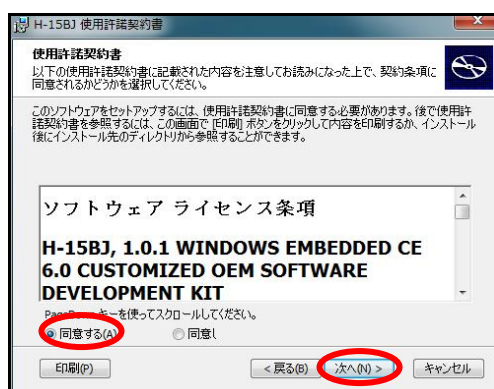 H-15BJ 使用許諾契約書
使用許諾契約書
以下の使用許諾契約書に記載された内容を注意してお読みになった上で、契約条項に
同意されるかどうかを選択してください。
このソフトウェアをセットアップするには、使用許諾契約書に同意する必要があります。後で使用許
諾契約書を参照するには、この画面で [印刷] ボタンをクリックして内容を印刷するか、インストール
後にインストール先のディレクトリから参照することができます。
ソフトウェア ライセンス条項
H-15BJ, 1.0.1 WINDOWS EMBEDDED CE
6.0 CUSTOMIZED OEM SOFTWARE
DEVELOPMENT KIT
キーを使ってスクロールしてください。
同意する(A) 同意し
印刷(P) < 戻る(B) 次へ(N) > キャンセル